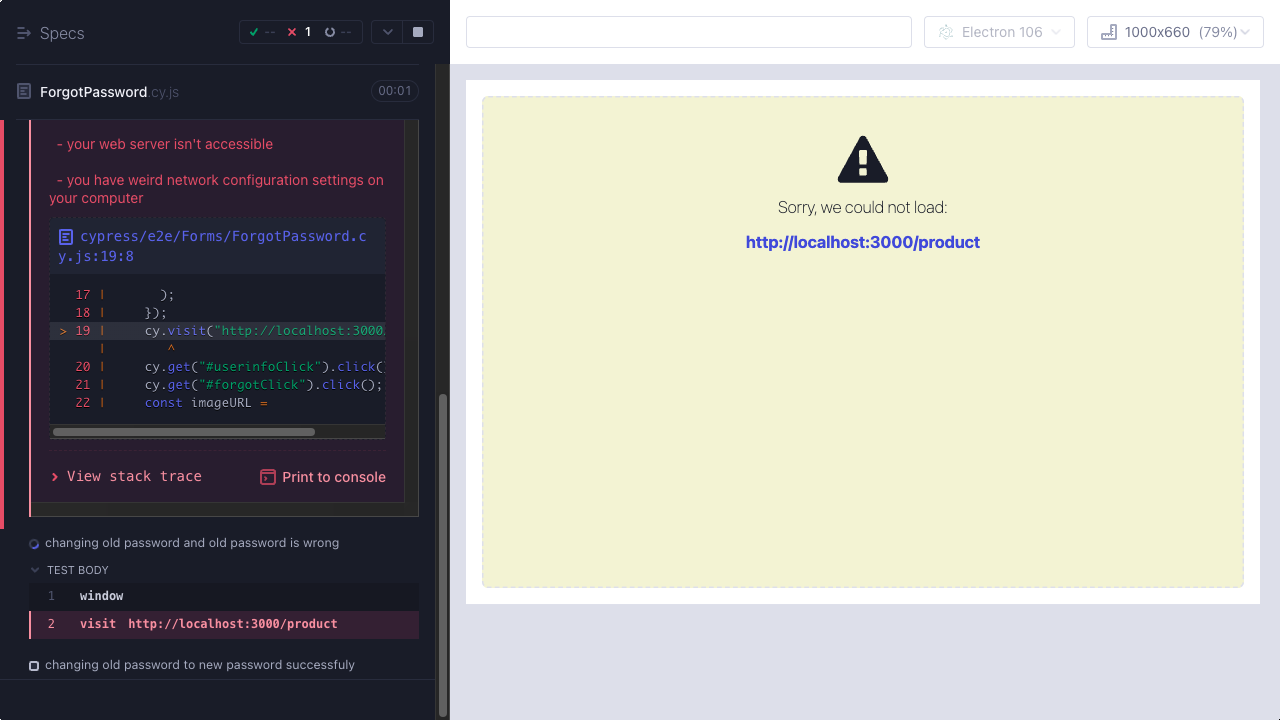 Specs
-- 1 --
Electron 106
1000x660 (79%)
ForgotPassword.cy.js
00:01
- your web server isn't accessible
- you have weird network configuration settings on
your computer
cypress/e2e/Forms/ForgotPassword.c
y.js:19:8
17 |       );
18 |     });
> 19 |     cy.visit("http://localhost:3000
|        ^
20 |     cy.get("#userinfoClick").click(
21 |     cy.get("#forgotClick").click();
22 |     const imageURL =
View stack trace
Print to console
changing old password and old password is wrong
TEST BODY
1 window
2 visit http://localhost:3000/product
changing old password to new password successfuly
Sorry, we could not load:
http://localhost:3000/product